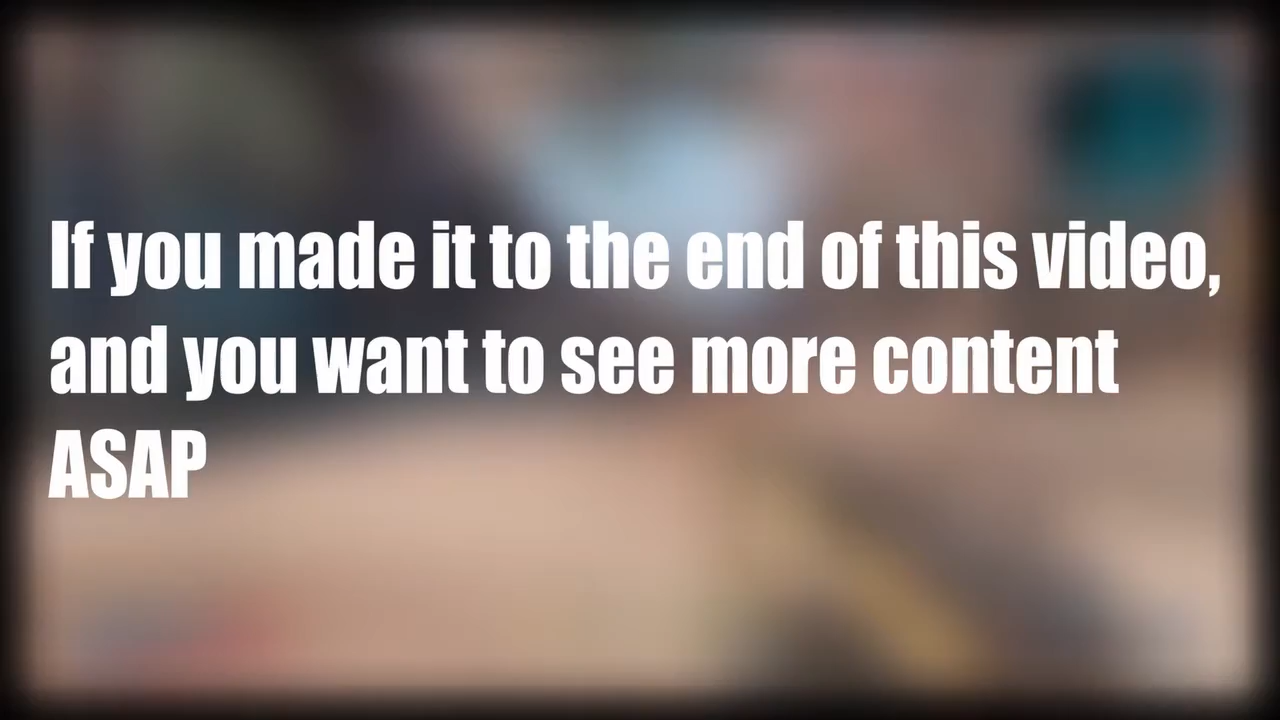 If you made it to the end of this video,
and you want to see more content
ASAP